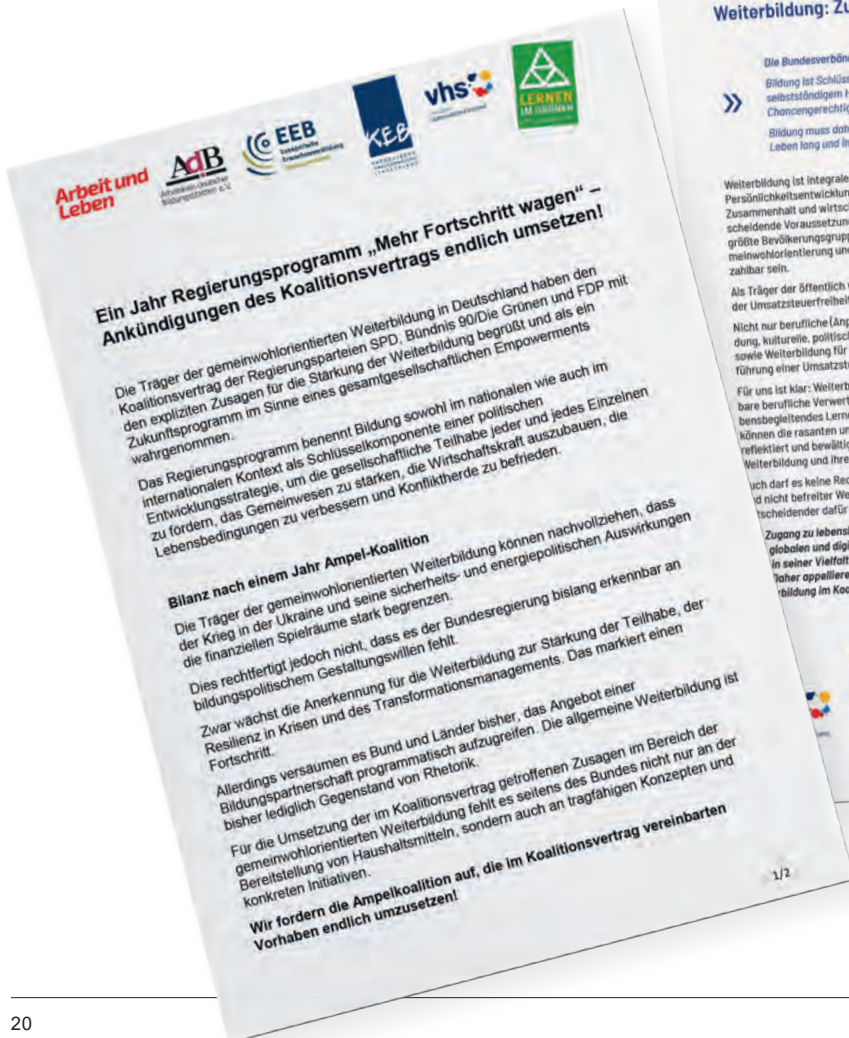 Arbeit und
Leben
AdB
Arbeitskreis deutscher
Bildungsstätten e.V.
EEB
Evangelische
Erwachsenenbildung
KEB
vhs
LERNEN
IM GRÜNEN
Ein Jahr Regierungsprogramm „Mehr Fortschritt wagen“ –
Ankündigungen des Koalitionsvertrags endlich umsetzen!
Die Träger der gemeinwohlorientierten Weiterbildung in Deutschland haben den
Koalitionsvertrag der Regierungsparteien SPD, Bündnis 90/Die Grünen und FDP mit
den expliziten Zusagen für die Stärkung der Weiterbildung begrüßt und als ein
Zukunftsprogramm im Sinne eines gesamtgesellschaftlichen Empowerments
wahrgenommen.
Das Regierungsprogramm benennt Bildung sowohl im nationalen wie auch im
internationalen Kontext als Schlüsselkomponente einer politischen
Entwicklungsstrategie, um die gesellschaftliche Teilhabe jeder und jedes Einzelnen
zu fördern, das Gemeinwesen zu stärken, die Wirtschaftskraft auszubauen, die
Lebensbedingungen zu verbessern und Konfliktherde zu befrieden.
Bilanz nach einem Jahr Ampel-Koalition
Die Träger der gemeinwohlorientierten Weiterbildung können nachvollziehen, dass
der Krieg in der Ukraine und seine sicherheits- und energiepolitischen Auswirkungen
die finanziellen Spielräume stark begrenzen.
Dies rechtfertigt jedoch nicht, dass es der Bundesregierung bislang erkennbar an
bildungspolitischem Gestaltungswillen fehlt.
Zwar wächst die Anerkennung für die Weiterbildung zur Stärkung der Teilhabe, der
Resilienz in Krisen und des Transformationsmanagements. Das markiert einen
Fortschritt.
Allerdings versäumen es Bund und Länder bisher, das Angebot einer
Bildungspartnerschaft programmatisch aufzugreifen. Die allgemeine Weiterbildung ist
bisher lediglich Gegenstand von Rhetorik.
Für die Umsetzung der im Koalitionsvertrag getroffenen Zusagen im Bereich der
gemeinwohlorientierten Weiterbildung fehlt es seitens des Bundes nicht nur an der
Bereitstellung von Haushaltsmitteln, sondern auch an tragfähigen Konzepten und
konkreten Initiativen.
Wir fordern die Ampelkoalition auf, die im Koalitionsvertrag vereinbarten
Vorhaben endlich umzusetzen!
1/2
Weiterbildung: Zu
Die Bundesverbän
» Bildung ist Schlüss
selbstständigem H
Chancengerechtig
Bildung muss dah
Leben lang und in
Weiterbildung ist integrale
Persönlichkeitsentwicklun
Zusammenhalt und wirtsch
scheidende Voraussetzun
größte Bevölkerungsgrupp
meinwohlorientierung und
zahlbar sein.
Als Träger der öffentlich
der Umsatzsteuerfreiheit
Nicht nur berufliche (Anp
dung, kulturelle, politisch
sowie Weiterbildung für
führung einer Umsatzst
Für uns ist klar: Weiterb
bare berufliche Verwert
bensbegleitendes Lerne
können die rasanten un
reflektiert und bewältig
Weiterbildung und ihre
uch darf es keine Rec
d nicht befreiter We
tscheidender dafür
Zugang zu lebensl
globalen und digi
in seiner Vielfalt
Daher appelliere
rbildung im Koa
20